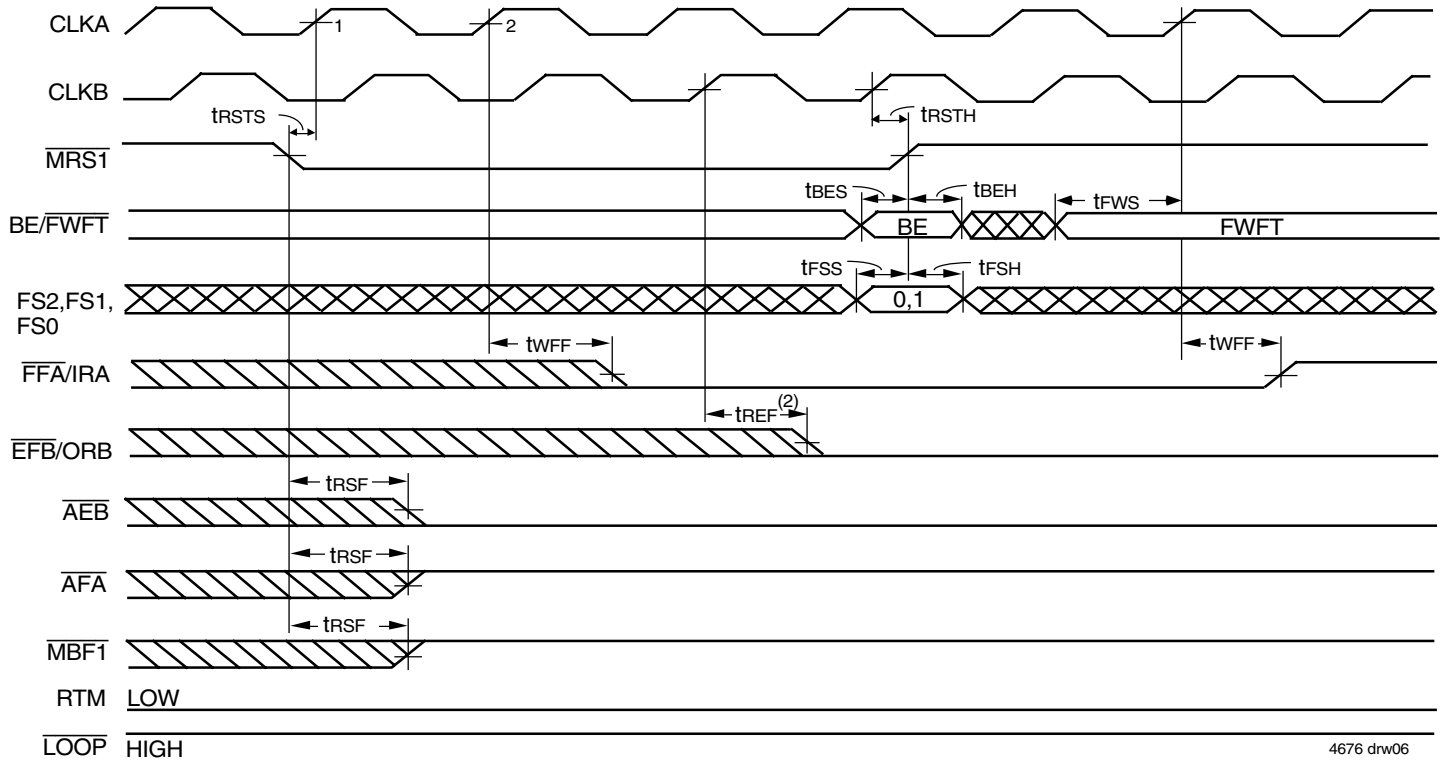 CLKA 1 2
CLKB
tRSTS tRSTH
MRS1
tBES tBEH tFWS
BE/FWFT BE FWFT
tFSS tFSH
FS2,FS1, 0,1
FS0
tWFF tWFF
FFA/IRA
tREF(2)
EFB/ORB
tRSF
AEB
tRSF
AFA
tRSF
MBF1
RTM LOW
LOOP HIGH
4676 drw06